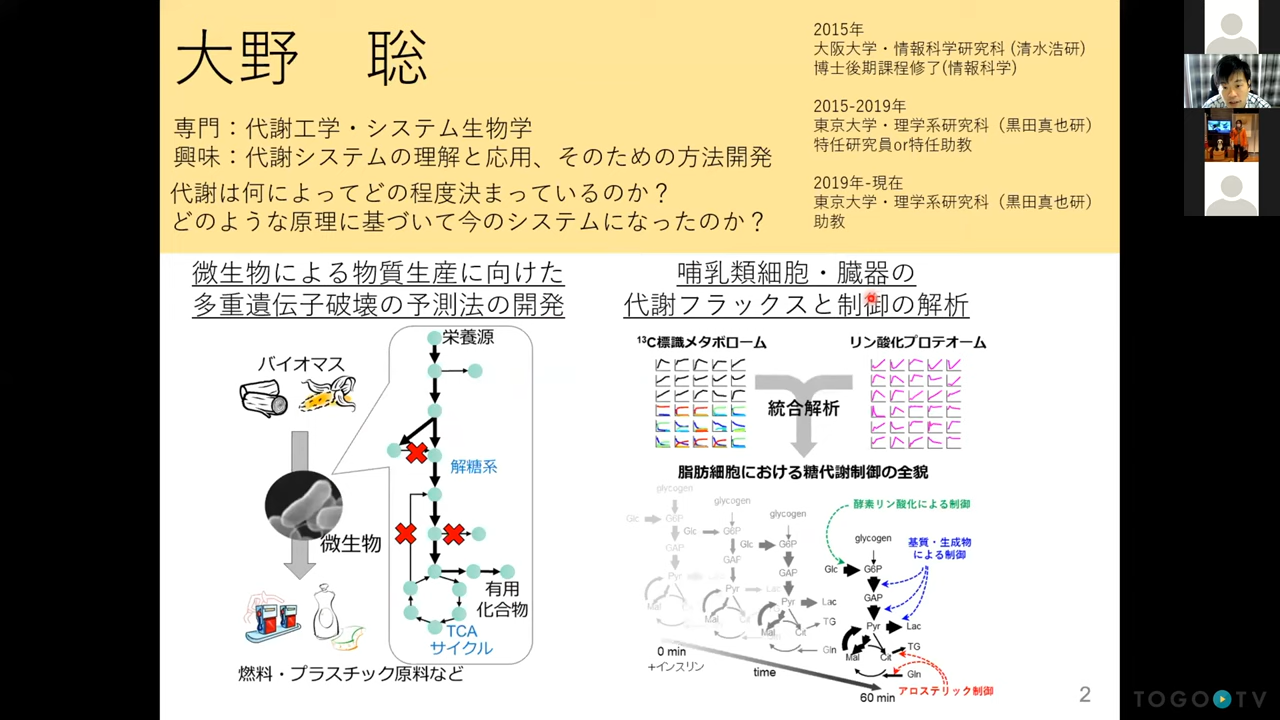 大野　聡
専門：代謝工学・システム生物学
興味：代謝システムの理解と応用、そのための方法開発
代謝は何によってどの程度決まっているのか？
どのような原理に基づいて今のシステムになったのか？
2015年
大阪大学・情報科学研究科 (清水浩研)
博士後期課程修了(情報科学)
2015-2019年
東京大学・理学系研究科（黒田真也研）
特任研究員or特任助教
2019年-現在
東京大学・理学系研究科（黒田真也研）
助教
微生物による物質生産に向けた
多重遺伝子破壊の予測法の開発
バイオマス
微生物
燃料・プラスチック原料など
栄養源
解糖系
有用
化合物
TCA
サイクル
哺乳類細胞・臓器の
代謝フラックスと制御の解析
13C標識メタボローム
リン酸化プロテオーム
統合解析
脂肪細胞における糖代謝制御の全貌
glycogen
Glc
G6P
GAP
Pyr
Mal
glycogen
Glc
G6P
GAP
Pyr
Lac
Mal
Cit
glycogen
Glc
G6P
GAP
Pyr
Lac
TG
Mal
Cit
Gln
酵素リン酸化による制御
基質・生成物
による制御
glycogen
Glc
G6P
GAP
Pyr
Lac
TG
Mal
Cit
Gln
アロステリック制御
0 min
+インスリン
time
60 min
2
TOGO TV